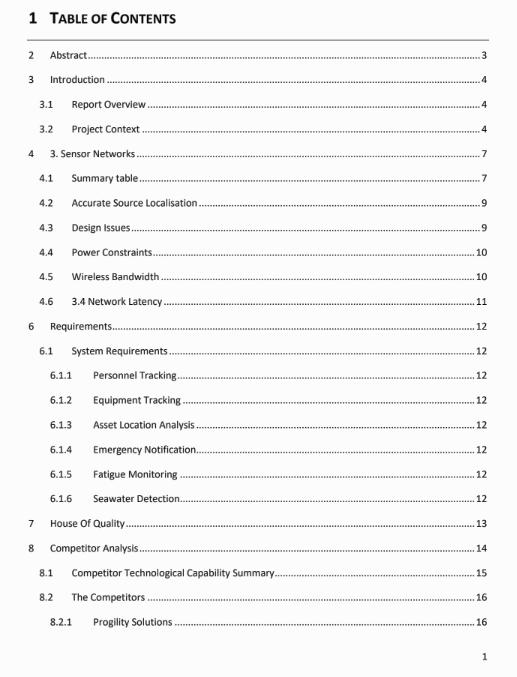 1 TABLE OF CONTENTS
2 Abstract 3
3 Introduction 4
3.1 Report Overview 4
3.2 Project Context 4
4 3. Sensor Networks 7
4.1 Summary table 7
4.2 Accurate Source Localisation 9
4.3 Design Issues 9
4.4 Power Constraints 10
4.5 Wireless Bandwidth 10
4.6 3.4 Network Latency 11
6 Requirements 12
6.1 System Requirements 12
6.1.1 Personnel Tracking 12
6.1.2 Equipment Tracking 12
6.1.3 Asset Location Analysis 12
6.1.4 Emergency Notification 12
6.1.5 Fatigue Monitoring 12
6.1.6 Seawater Detection 12
7 House Of Quality 13
8 Competitor Analysis 14
8.1 Competitor Technological Capability Summary 15
8.2 The Competitors 16
8.2.1 Progility Solutions 16
1